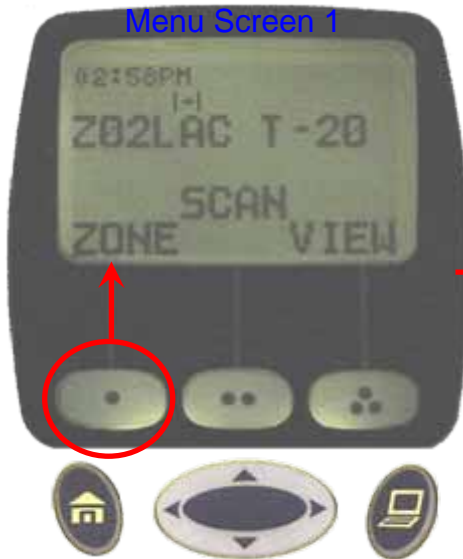 Menu Screen 1
02:58PM
Z02LAC T-20
SCAN
ZONE VIEW